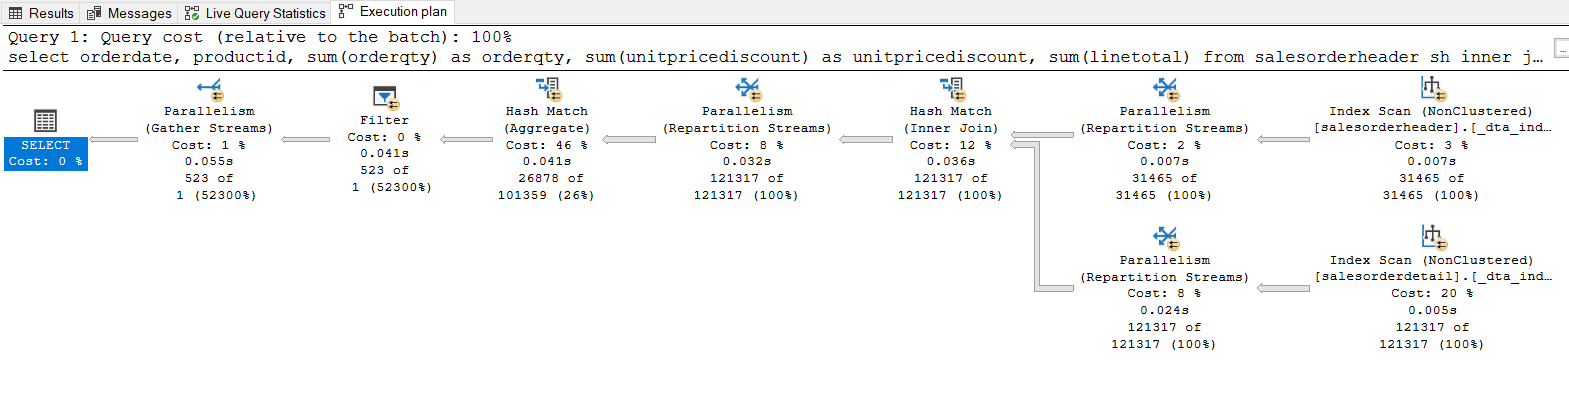 Results Messages Live Query Statistics Execution plan
Query 1: Query cost (relative to the batch): 100%
select orderdate, productid, sum(orderqty) as orderqty, sum(unitpricediscount) as unitpricediscount, sum(linetotal) from salesorderheader sh inner j…
...
SELECT
Cost: 0 %
Parallelism
(Gather Streams)
Cost: 1 %
0.055s
523 of
1 (52300%)
Filter
Cost: 0 %
0.041s
523 of
1 (52300%)
Hash Match
(Aggregate)
Cost: 46 %
0.041s
26878 of
101359 (26%)
Parallelism
(Repartition Streams)
Cost: 8 %
0.032s
121317 of
121317 (100%)
Hash Match
(Inner Join)
Cost: 12 %
0.036s
121317 of
121317 (100%)
Parallelism
(Repartition Streams)
Cost: 2 %
0.007s
31465 of
31465 (100%)
Index Scan (NonClustered)
[salesorderheader].[_dta_ind…
Cost: 3 %
0.007s
31465 of
31465 (100%)
Parallelism
(Repartition Streams)
Cost: 8 %
0.024s
121317 of
121317 (100%)
Index Scan (NonClustered)
[salesorderdetail].[_dta_ind…
Cost: 20 %
0.005s
121317 of
121317 (100%)